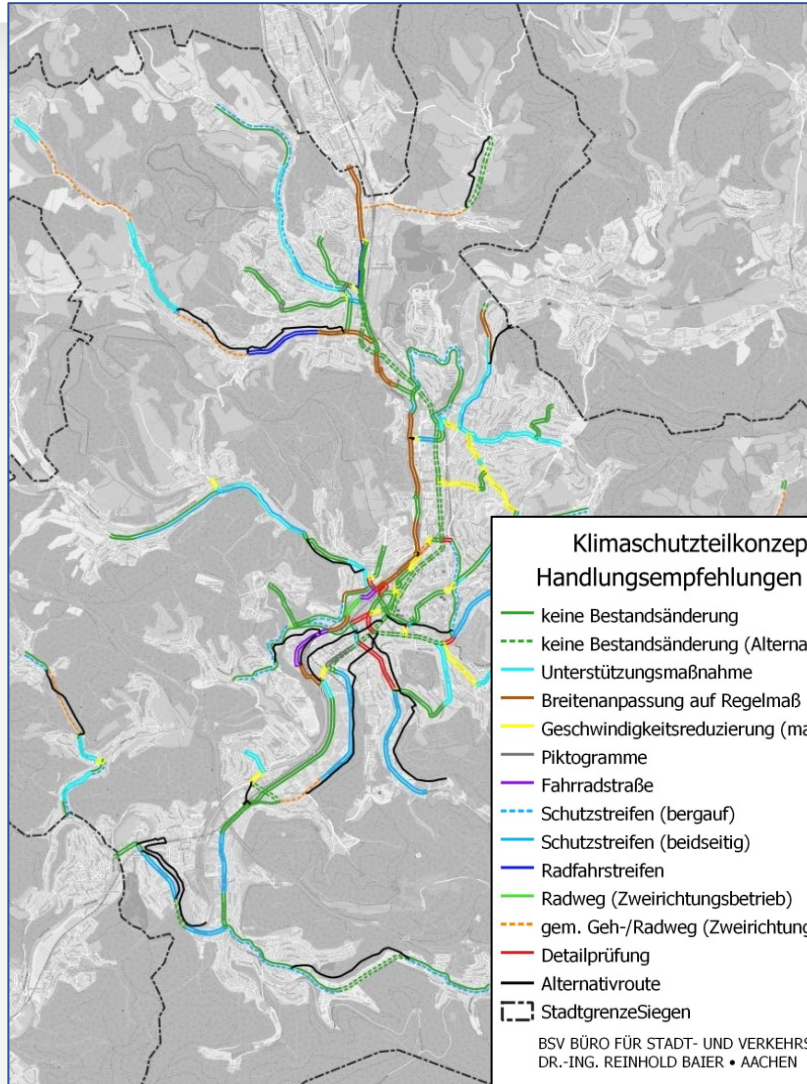 Klimaschutzteilkonzep
Handlungsempfehlungen
keine Bestandsänderung
keine Bestandsänderung (Alterna
Unterstützungsmaßnahme
Breitenanpassung auf Regelmaß
Geschwindigkeitsreduzierung (ma
Piktogramme
Fahrradstraße
Schutzstreifen (bergauf)
Schutzstreifen (beidseitig)
Radfahrstreifen
Radweg (Zweirichtungsbetrieb)
gem. Geh-/Radweg (Zweirichtung
Detailprüfung
Alternativroute
StadtgrenzeSiegen
BSV BÜRO FÜR STADT- UND VERKEHRS
DR.-ING. REINHOLD BAIER • AACHEN